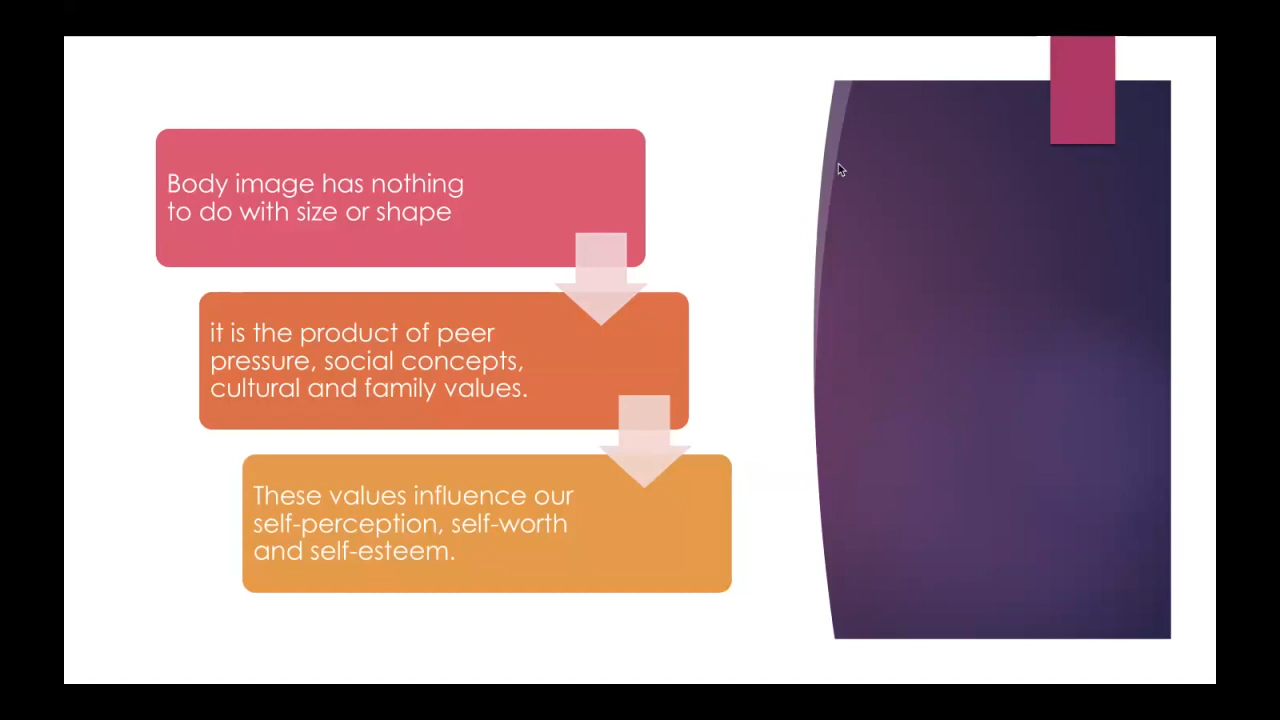 Body image has nothing
to do with size or shape
it is the product of peer
pressure, social concepts,
cultural and family values.
These values influence our
self-perception, self-worth
and self-esteem.